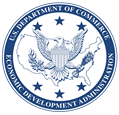 U.S. DEPARTMENT OF COMMERCE
ECONOMIC DEVELOPMENT ADMINISTRATION